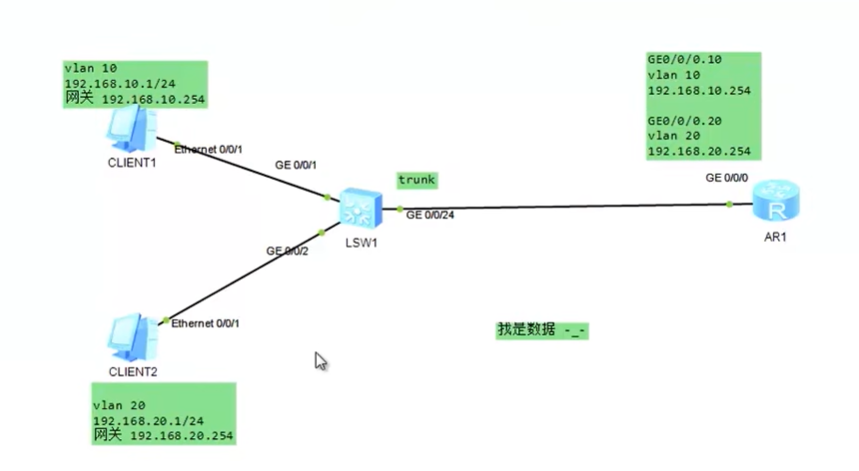 vlan 10
192.168.10.1/24
网关 192.168.10.254
CLIENT1
Ethernet 0/0/1
GE 0/0/1
trunk
GE 0/0/24
LSW1
GE 0/0/2
GE0/0/0.10
vlan 10
192.168.10.254
GE0/0/0.20
vlan 20
192.168.20.254
GE 0/0/0
R
AR1
Ethernet 0/0/1
CLIENT2
vlan 20
192.168.20.1/24
网关 192.168.20.254
找是数据 -_-